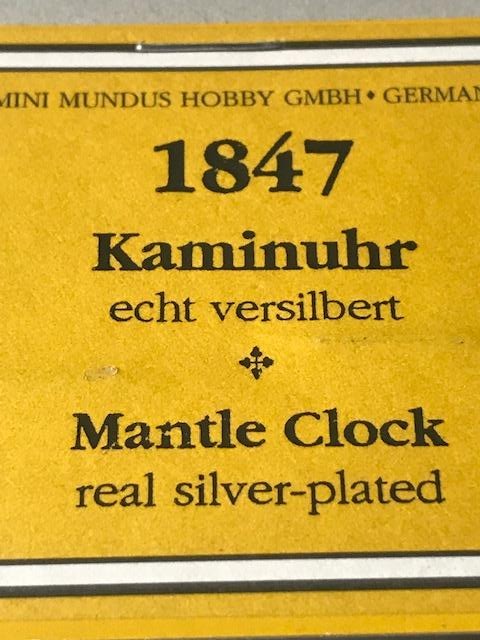 MINI MUNDUS HOBBY GMBH • GERMAN
1847
Kaminuhr
echt versilbert
Mantle Clock
real silver-plated